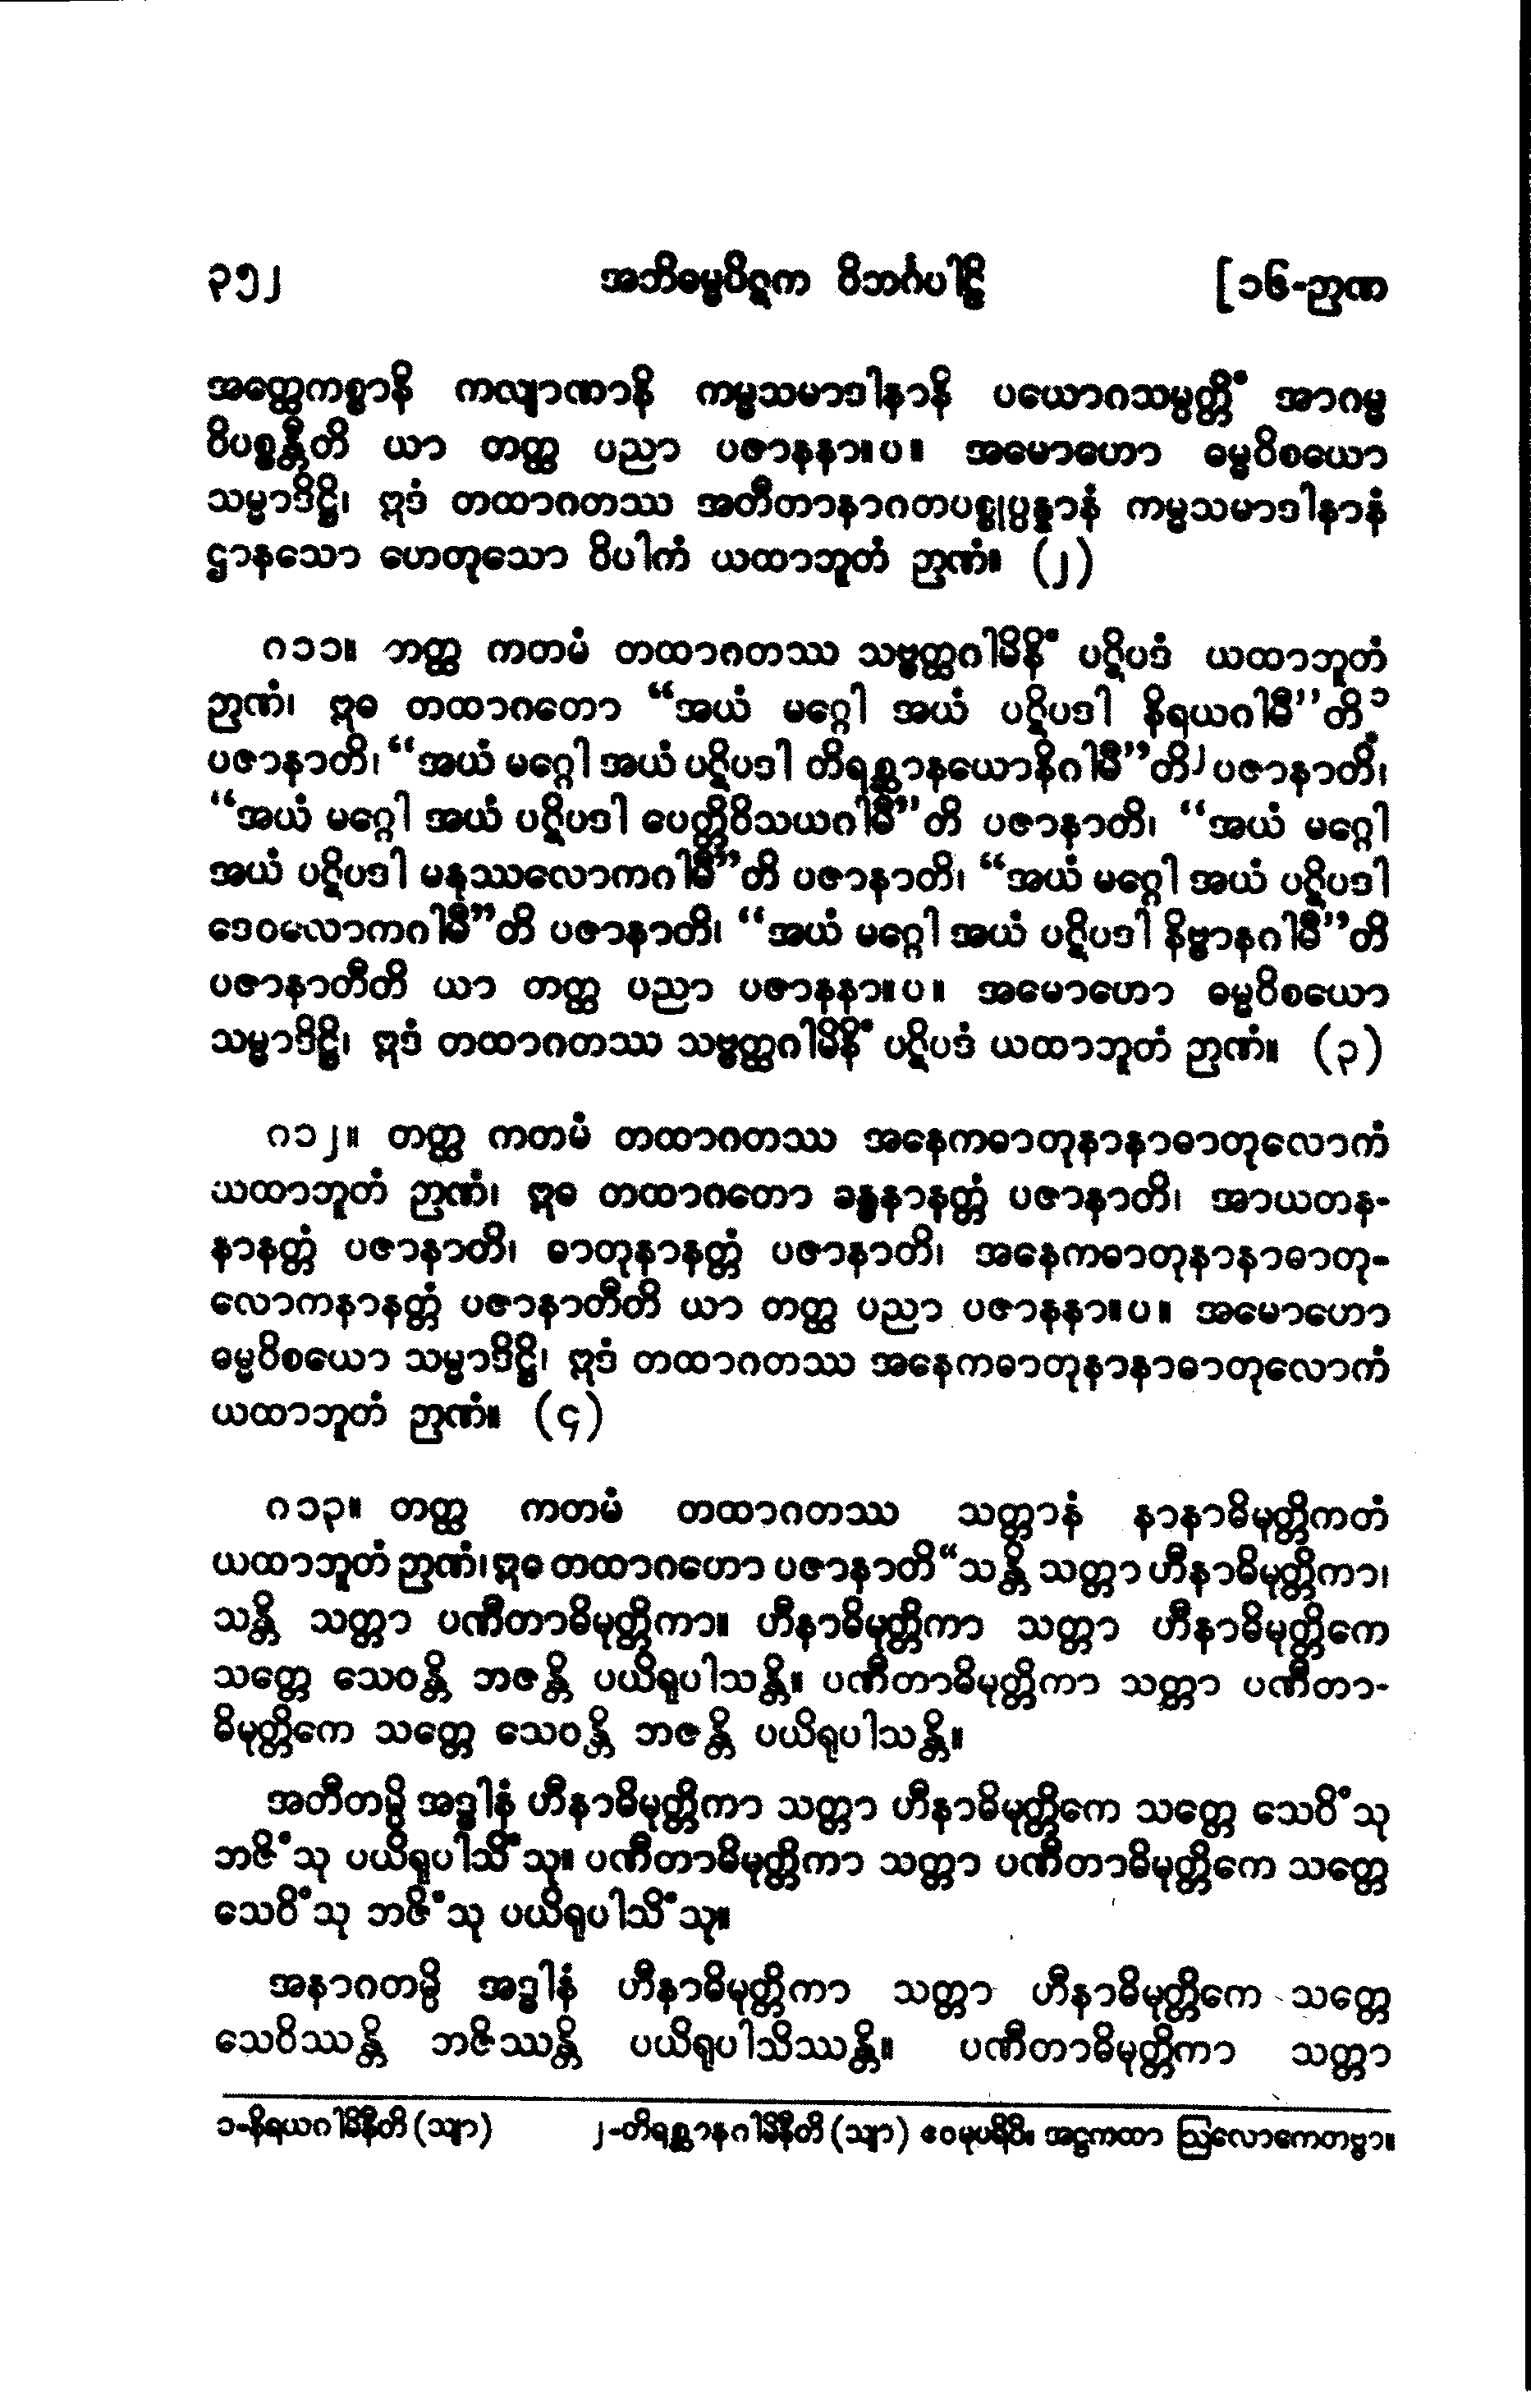 ၃၅၂ အဘိဓမ္မပိဋက ဝိဘင်္ဂပါဠိ [၁၆-ဉာဏ
အတ္ထေကစ္စာနိ ကလျာဏာနိ ကမ္မသမာဒါနာနိ ပယောဂသမ္ပတ္တိံ အာဂမ္မ
ဝိပစ္စန္တီတိ ယာ တတ္ထ ပညာ ပဇာနနာ။ပ။ အမောဟော ဓမ္မဝိစယော
သမ္မာဒိဋ္ဌိ၊ ဣဒံ တထာဂတဿ အတီတာနာဂတပစ္စုပ္ပန္နာနံ ကမ္မသမာဒါနာနံ
ဌာနသော ဟေတုသော ဝိပါကံ ယထာဘူတံ ဉာဏံ။ (၂)
ဂ၁၁။ တတ္ထ ကတမံ တထာဂတဿ သဗ္ဗတ္ထဂါမိနိံ ပဋိပဒံ ယထာဘူတံ
ဉာဏံ၊ ဣဓ တထာဂတော “အယံ မဂ္ဂေါ အယံ ပဋိပဒါ နိရယဂါမီ”တိ၁
ပဇာနာတိ၊ “အယံ မဂ္ဂေါ အယံ ပဋိပဒါ တိရစ္ဆာနယောနိဂါမီ”တိ၂ ပဇာနာတိ၊
“အယံ မဂ္ဂေါ အယံ ပဋိပဒါ ပေတ္တိဝိသယဂါမီ”တိ ပဇာနာတိ၊ “အယံ မဂ္ဂေါ
အယံ ပဋိပဒါ မနုဿလောကဂါမီ”တိ ပဇာနာတိ၊ “အယံ မဂ္ဂေါ အယံ ပဋိပဒါ
ဒေဝလောကဂါမီ”တိ ပဇာနာတိ၊ “အယံ မဂ္ဂေါ အယံ ပဋိပဒါ နိဗ္ဗာနဂါမီ”တိ
ပဇာနာတီတိ ယာ တတ္ထ ပညာ ပဇာနနာ။ပ။ အမောဟော ဓမ္မဝိစယော
သမ္မာဒိဋ္ဌိ၊ ဣဒံ တထာဂတဿ သဗ္ဗတ္ထဂါမိနိံ ပဋိပဒံ ယထာဘူတံ ဉာဏံ။ (၃)
ဂ၁၂။ တတ္ထ ကတမံ တထာဂတဿ အနေကဓာတုနာနာဓာတုလောကံ
ယထာဘူတံ ဉာဏံ၊ ဣဓ တထာဂတော ခန္ဓနာနတ္တံ ပဇာနာတိ၊ အာယတန-
နာနတ္တံ ပဇာနာတိ၊ ဓာတုနာနတ္တံ ပဇာနာတိ၊ အနေကဓာတုနာနာဓာတု-
လောကနာနတ္တံ ပဇာနာတီတိ ယာ တတ္ထ ပညာ ပဇာနနာ။ပ။ အမောဟော
ဓမ္မဝိစယော သမ္မာဒိဋ္ဌိ၊ ဣဒံ တထာဂတဿ အနေကဓာတုနာနာဓာတုလောကံ
ယထာဘူတံ ဉာဏံ။ (၄)
ဂ၁၃။ တတ္ထ ကတမံ တထာဂတဿ သတ္တာနံ နာနာဓိမုတ္တိကတံ
ယထာဘူတံ ဉာဏံ၊ ဣဓ တထာဂဟော ပဇာနာတိ “သန္တိ သတ္တာ ဟီနာဓိမုတ္တိကာ၊
သန္တိ သတ္တာ ပဏီတာဓိမုတ္တိကာ။ ဟီနာဓိမုတ္တိကာ သတ္တာ ဟီနာဓိမုတ္တိကေ
သတ္တေ သေဝန္တိ ဘဇန္တိ ပယိရုပါသန္တိ။ ပဏီတာဓိမုတ္တိကာ သတ္တာ ပဏီတာ-
ဓိမုတ္တိကေ သတ္တေ သေဝန္တိ ဘဇန္တိ ပယိရုပါသန္တိ။
အတီတမ္ပိ အဒ္ဓါနံ ဟီနာဓိမုတ္တိကာ သတ္တာ ဟီနာဓိမုတ္တိကေ သတ္တေ သေဝိံသု
ဘဇိံသု ပယိရုပါသိံသု။ ပဏီတာဓိမုတ္တိကာ သတ္တာ ပဏီတာဓိမုတ္တိကေ သတ္တေ
သေဝိံသု ဘဇိံသု ပယိရုပါသိံသု။
အနာဂတမ္ပိ အဒ္ဓါနံ ဟီနာဓိမုတ္တိကာ သတ္တာ ဟီနာဓိမုတ္တိကေ သတ္တေ
သေဝိဿန္တိ ဘဇိဿန္တိ ပယိရုပါသိဿန္တိ။ ပဏီတာဓိမုတ္တိကာ သတ္တာ
၁-နိရယဂါမိနီတိ (သျာ) ၂-တိရစ္ဆာနဂါမိနီတိ (သျာ) ဧဝမုပရိပိ။ အဋ္ဌကထာ ဩလောကေတဗ္ဗာ။